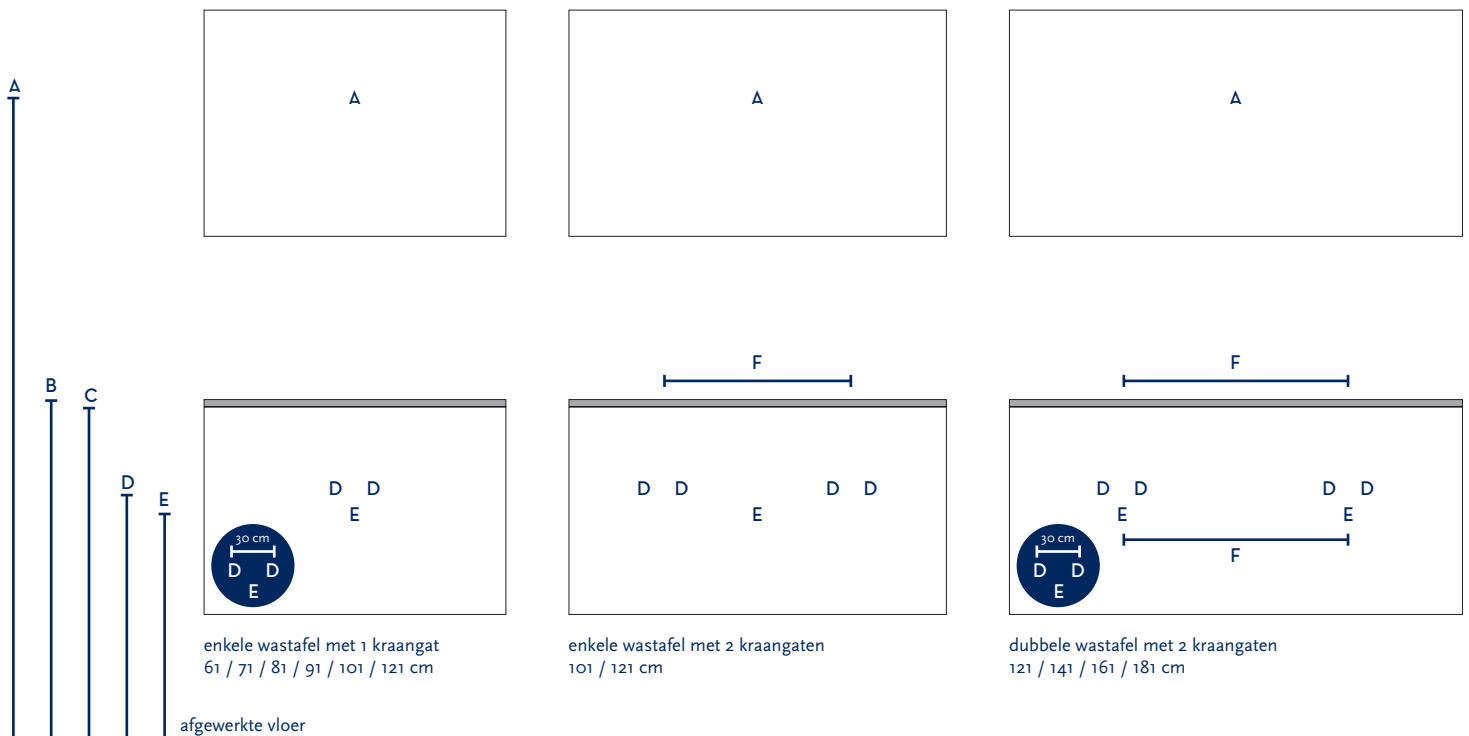 A
A
A
A
B
C
D
E
F
F
D D
E
D D
D D
E
D D
E
D D
E
F
30 cm
D D
E
30 cm
D D
E
enkele wastafel met 1 kraangat
61 / 71 / 81 / 91 / 101 / 121 cm
enkele wastafel met 2 kraangaten
101 / 121 cm
dubbele wastafel met 2 kraangaten
121 / 141 / 161 / 181 cm
afgewerkte vloer